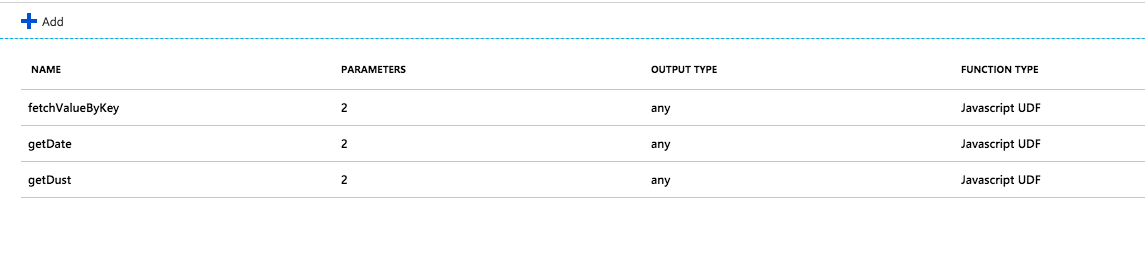 Add
NAME PARAMETERS OUTPUT TYPE FUNCTION TYPE
fetchValueByKey 2 any Javascript UDF
getDate 2 any Javascript UDF
getDust 2 any Javascript UDF